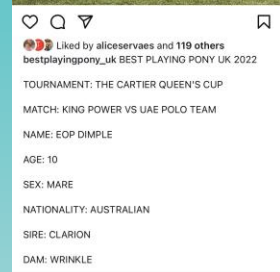 Liked by aliceservaes and 119 others
bestplayingpony_uk BEST PLAYING PONY UK 2022
TOURNAMENT: THE CARTIER QUEEN'S CUP
MATCH: KING POWER VS UAE POLO TEAM
NAME: EOP DIMPLE
AGE: 10
SEX: MARE
NATIONALITY: AUSTRALIAN
SIRE: CLARION
DAM: WRINKLE